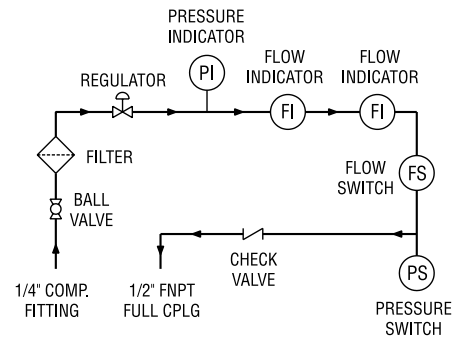 PRESSURE
INDICATOR
PI
REGULATOR
FLOW
INDICATOR
FI
FLOW
INDICATOR
FI
FILTER
FLOW
SWITCH
FS
BALL
VALVE
CHECK
VALVE
PS
PRESSURE
SWITCH
1/4" COMP.
FITTING
1/2" FNPT
FULL CPLG